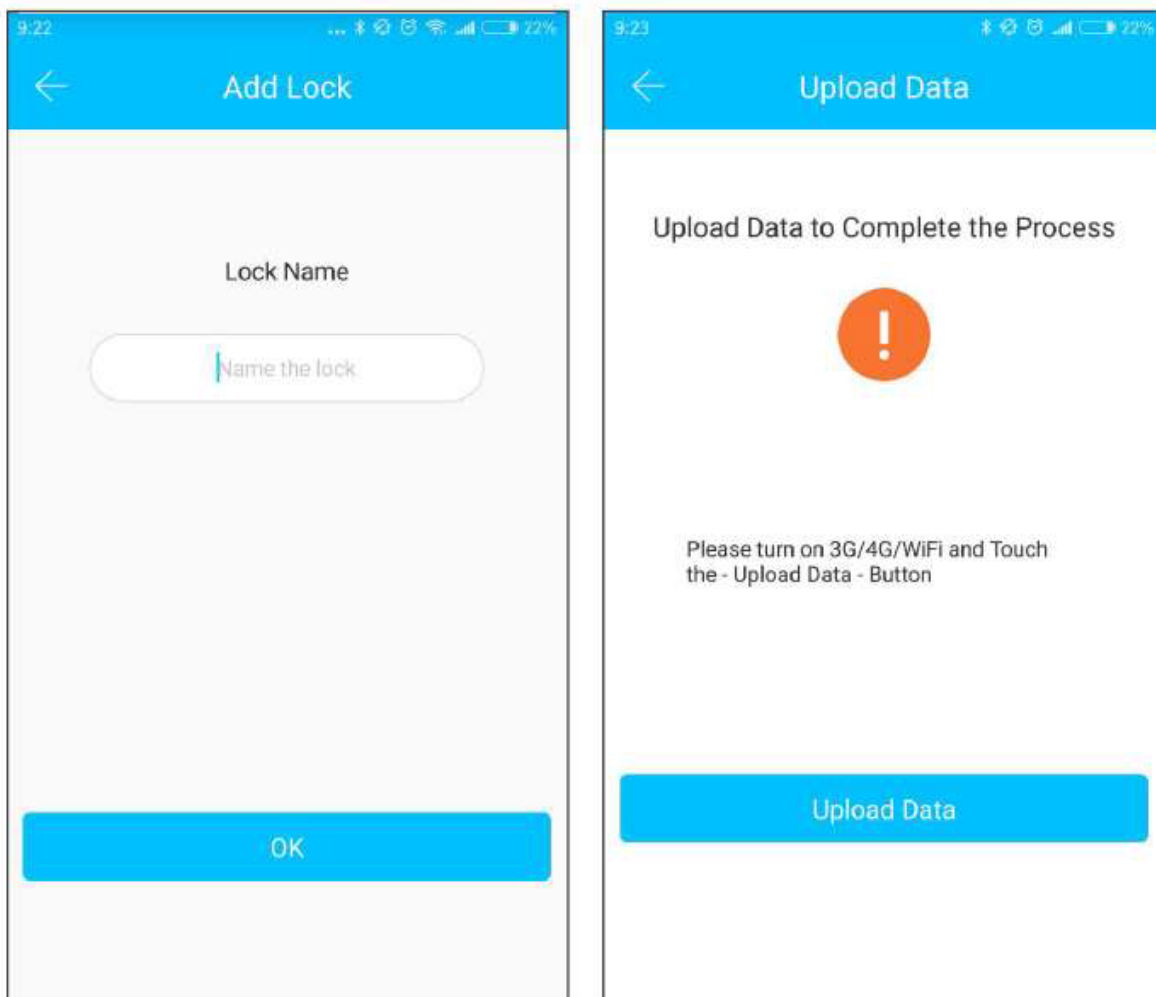 9:22
... 22%
Add Lock
Lock Name
Name the lock
OK
9:23
22%
Upload Data
Upload Data to Complete the Process
!
Please turn on 3G/4G/WiFi and Touch
the - Upload Data - Button
Upload Data